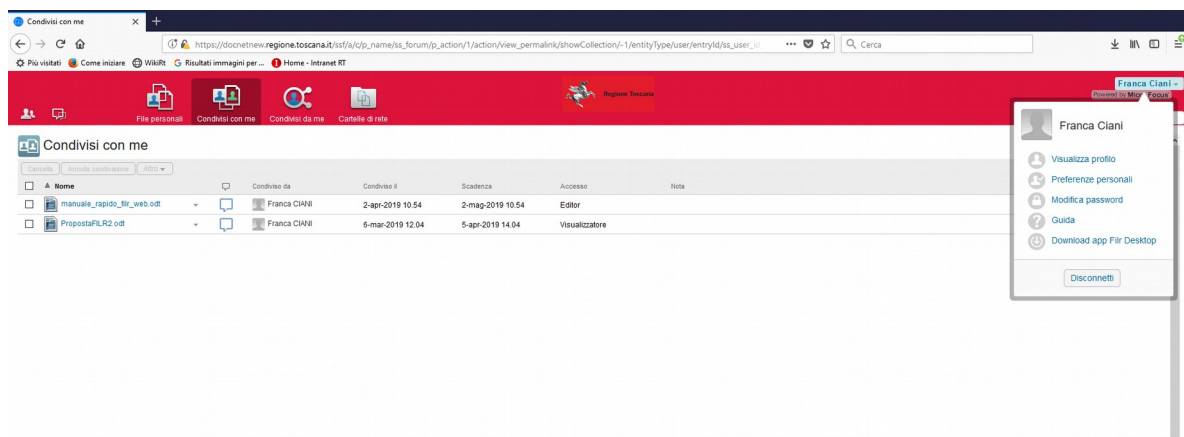 Condivisi con me
https://docnetnew.regione.toscana.it/ssf/a/c/p_name/ss_forum/p_action/1/action/view_permalink/showCollection/-1/entityType/user/entryId/ss_user_id
Cerca
Più visitati Come iniziare WikiRt Risultati immagini per ... Home - Intranet RT
Regione Toscana
Franca Ciani
Powered by Micro Focus
File personali Condivisi con me Condivisi da me Cartelle di rete
Condivisi con me
Cancella Annulla condivisione Altro
Nome Condiviso da Condiviso il Scadenza Accesso Nota
manuale_rapido_filr_web.odt Franca CIANI 2-apr-2019 10.54 2-mag-2019 10.54 Editor
PropostaFILR2.odt Franca CIANI 6-mar-2019 12.04 5-apr-2019 14.04 Visualizzatore
Franca Ciani
Visualizza profilo
Preferenze personali
Modifica password
Guida
Download app Filr Desktop
Disconnetti